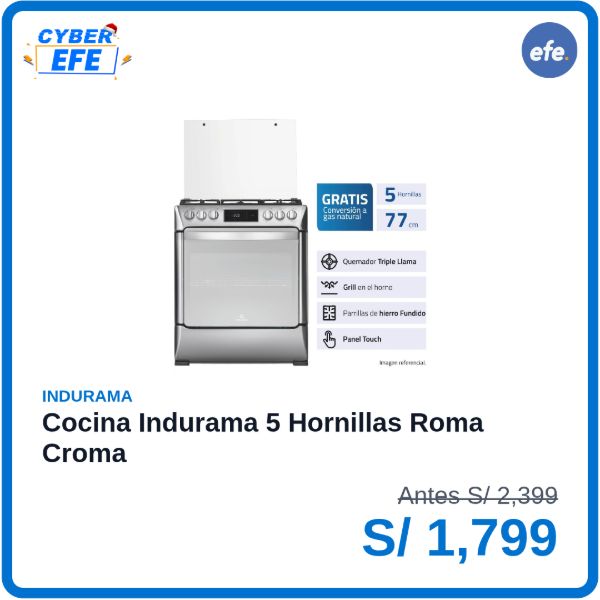 CYBER
EFE
efe.
GRATIS
Conversión a
gas natural
5 Hornillas
77 cm
Quemador Triple Llama
Grill en el horno
Parrillas de hierro Fundido
Panel Touch
Imagen referencial.
INDURAMA
Cocina Indurama 5 Hornillas Roma
Croma
Antes S/ 2,399
S/ 1,799